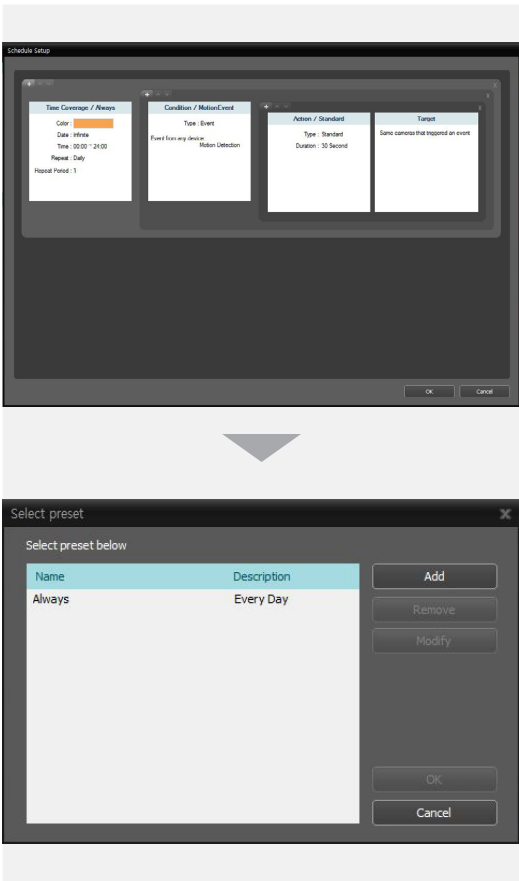 Schedule Setup
Time Coverage / Always
Color :
Date : Infinite
Time : 00:00 ~ 24:00
Repeat : Daily
Repeat Period : 1
Condition / MotionEvent
Type : Event
Event from any device
Motion Detection
Action / Standard
Type : Standard
Duration : 30 Second
Target
Same cameras that triggered an event
OK Cancel
Select preset
Select preset below
Name Description
Always Every Day
Add
Remove
Modify
OK
Cancel